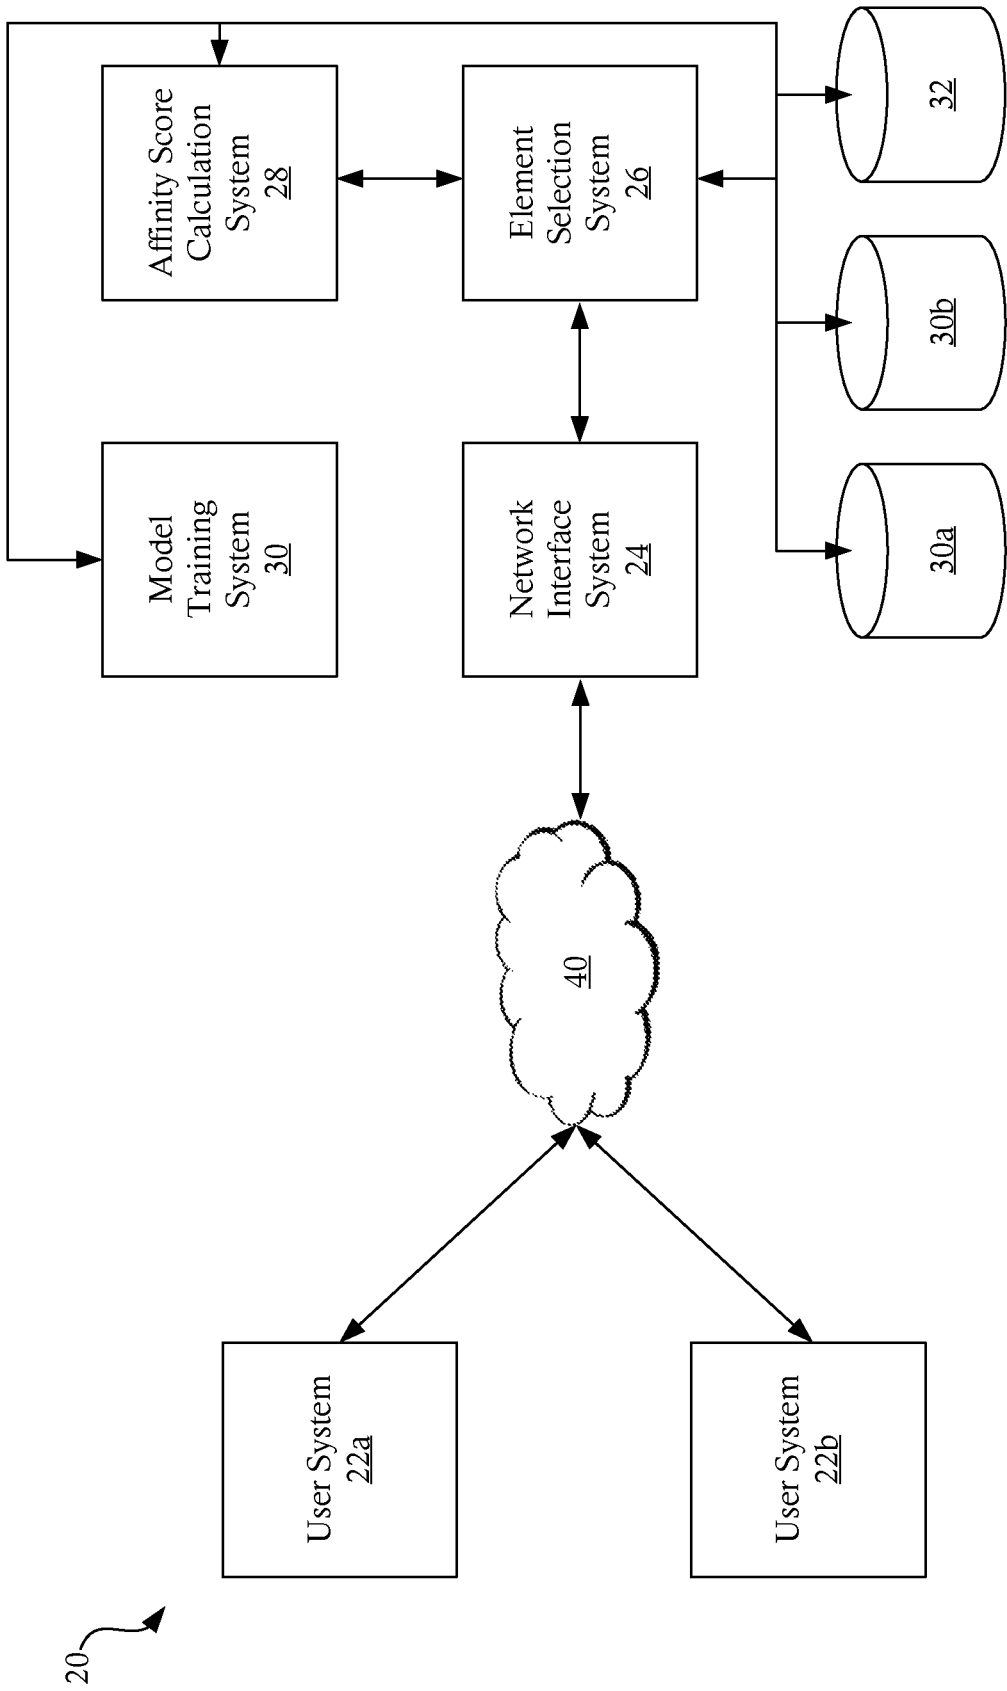 20
User System
22a
User System
22b
40
Model
Training
System
30
Network
Interface
System
24
Affinity Score
Calculation
System
28
Element
Selection
System
26
30a
30b
32